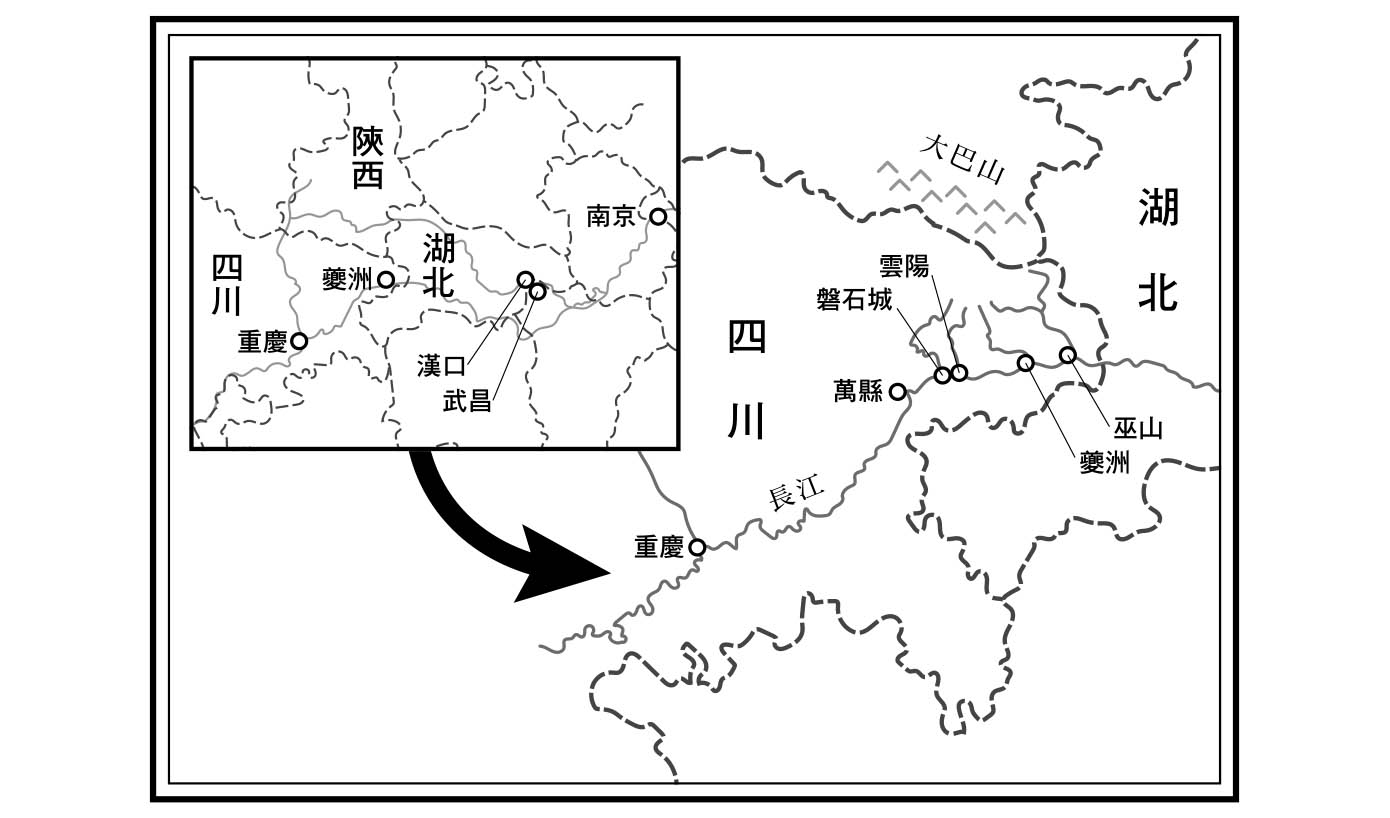 陝西
南京
四川
湖北
夔洲
重慶
漢口
武昌
大巴山
湖北
雲陽
磐石城
四川
萬縣
巫山
夔洲
長江
重慶